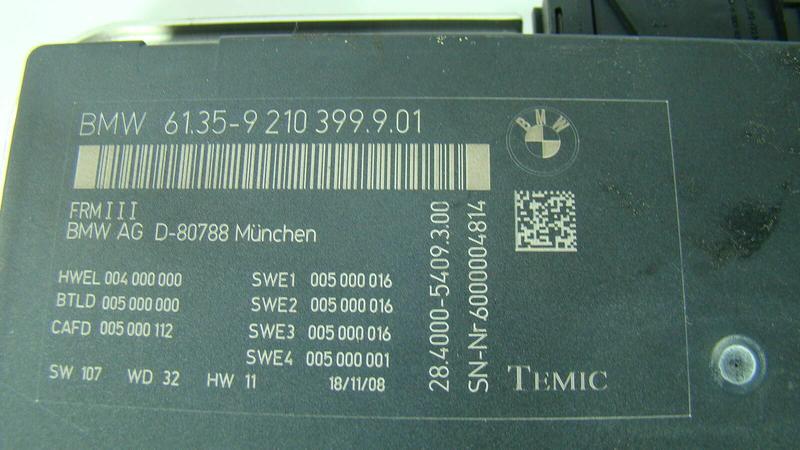 BMW 61.35-9 210 399.9.01
BMW
FRMIII
BMW AG D-80788 München
HWEL 004 000 000
BTLD 005 000 000
CAFD 005 000 112
SWE1 005 000 016
SWE2 005 000 016
SWE3 005 000 016
SWE4 005 000 001
SW 107 WD 32 HW 11 18/11/08
28.4000-5409.3.00
SN-Nr.6000004814
TEMIC